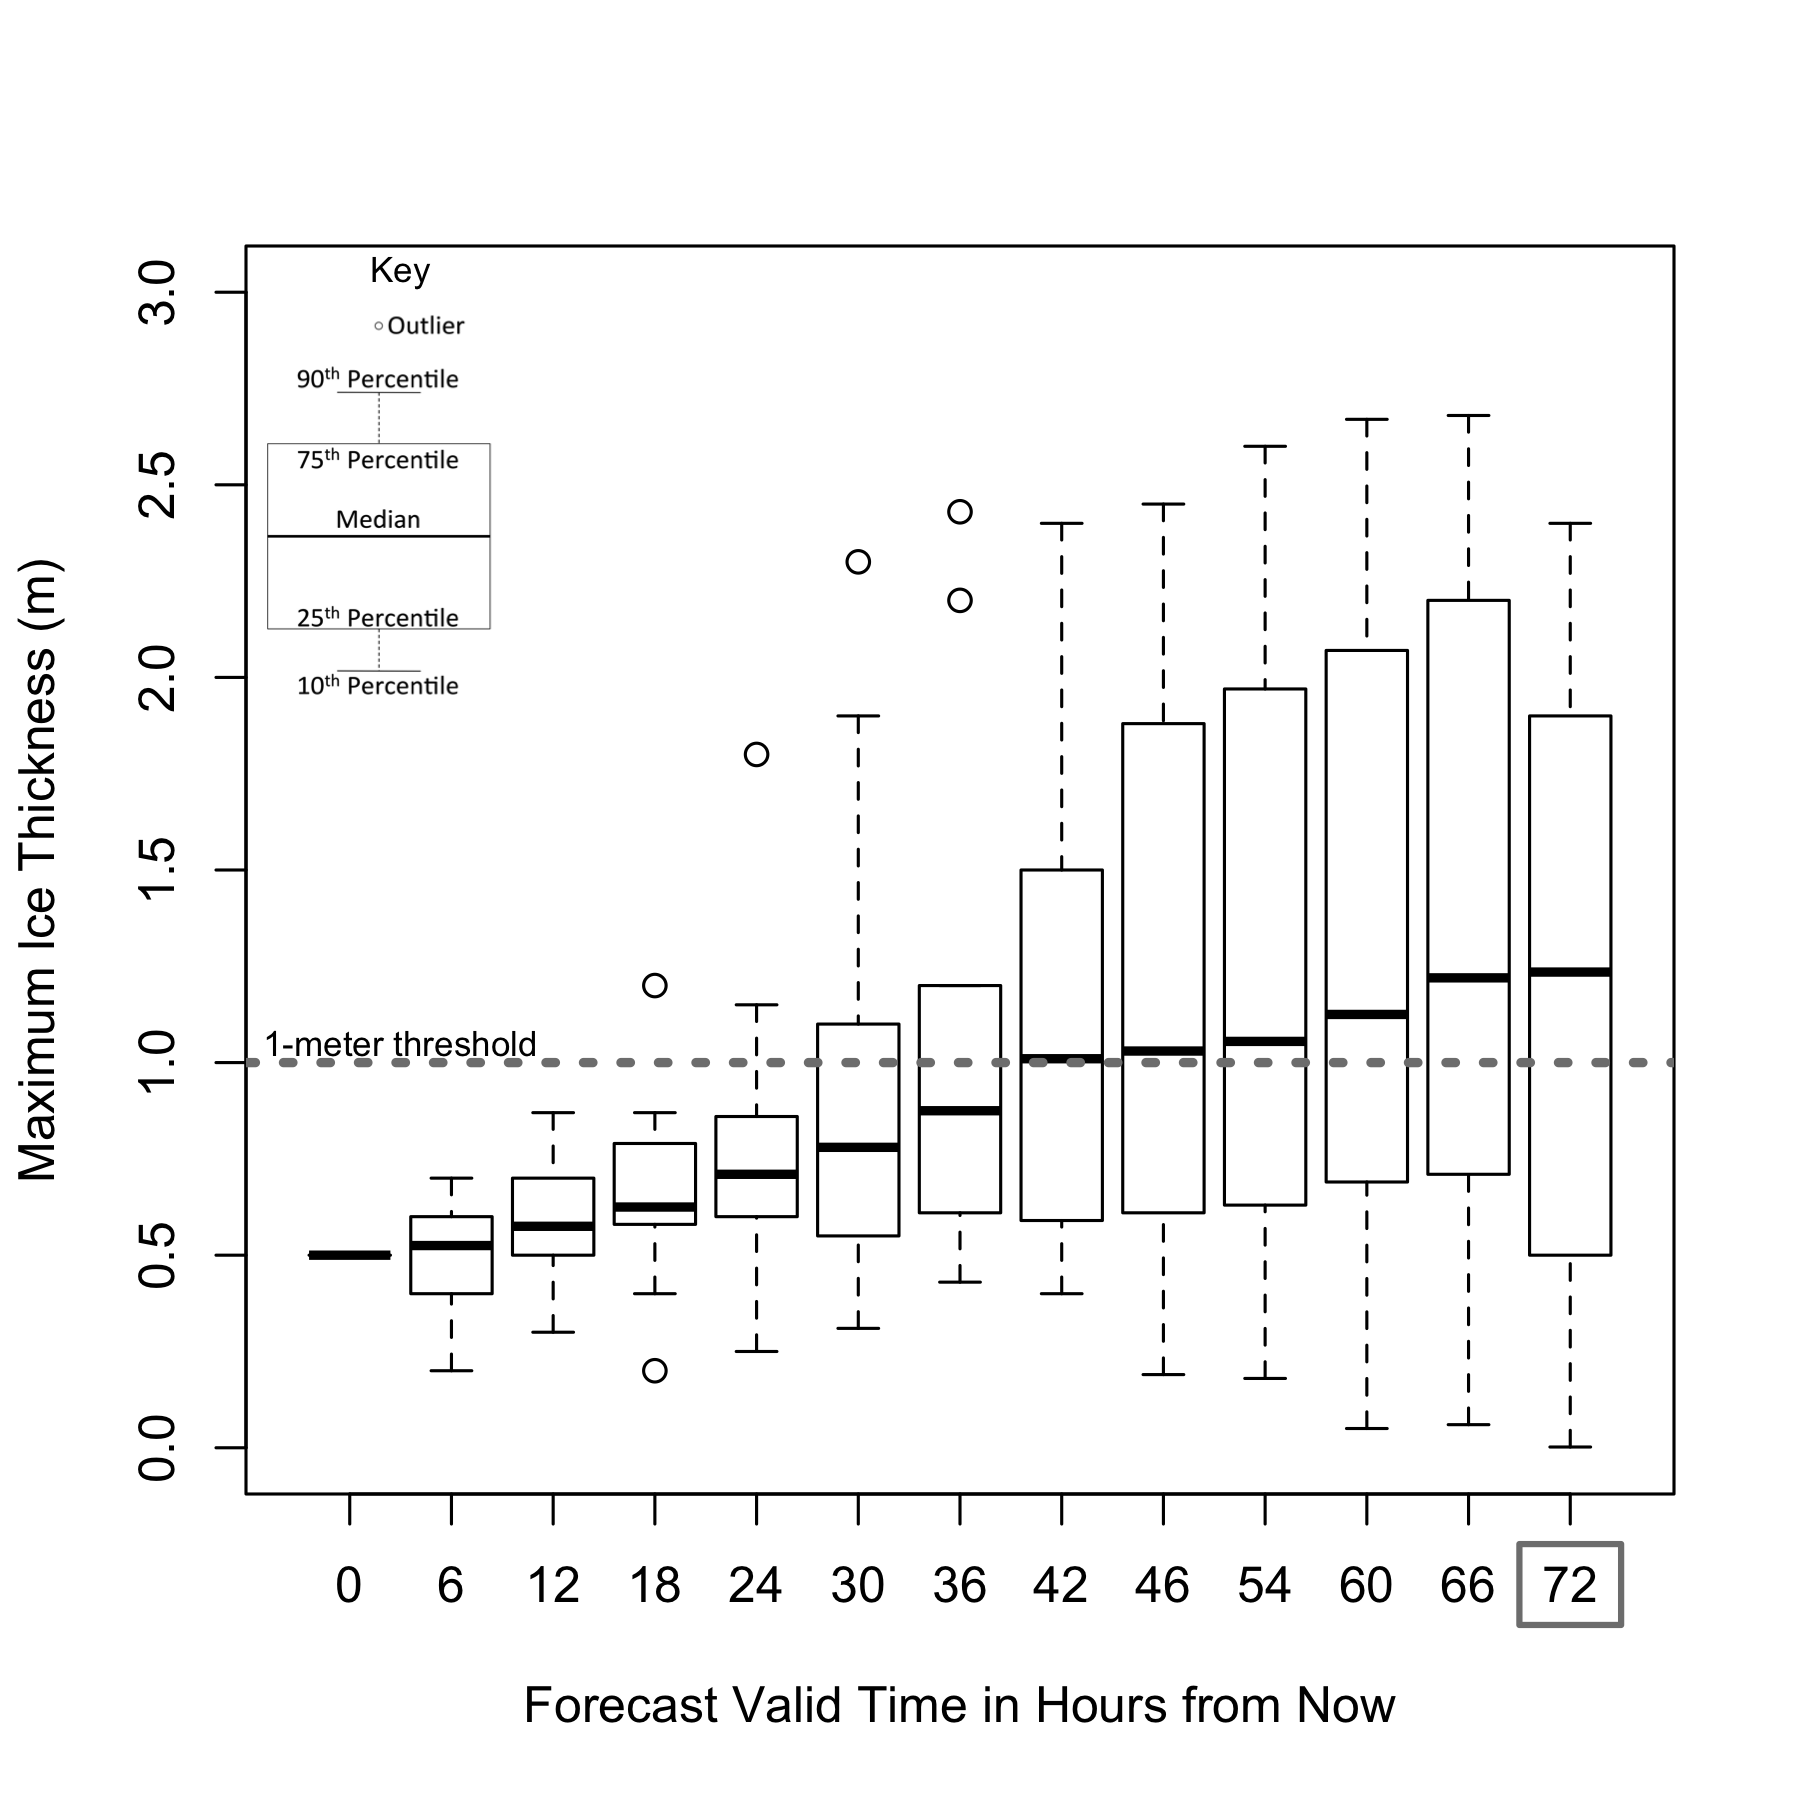 Key
Outlier
90th Percentile
75th Percentile
Median
25th Percentile
10th Percentile
1-meter threshold
Maximum Ice Thickness (m)
3.0
2.5
2.0
1.5
1.0
0.5
0.0
0 6 12 18 24 30 36 42 46 54 60 66 72
Forecast Valid Time in Hours from Now